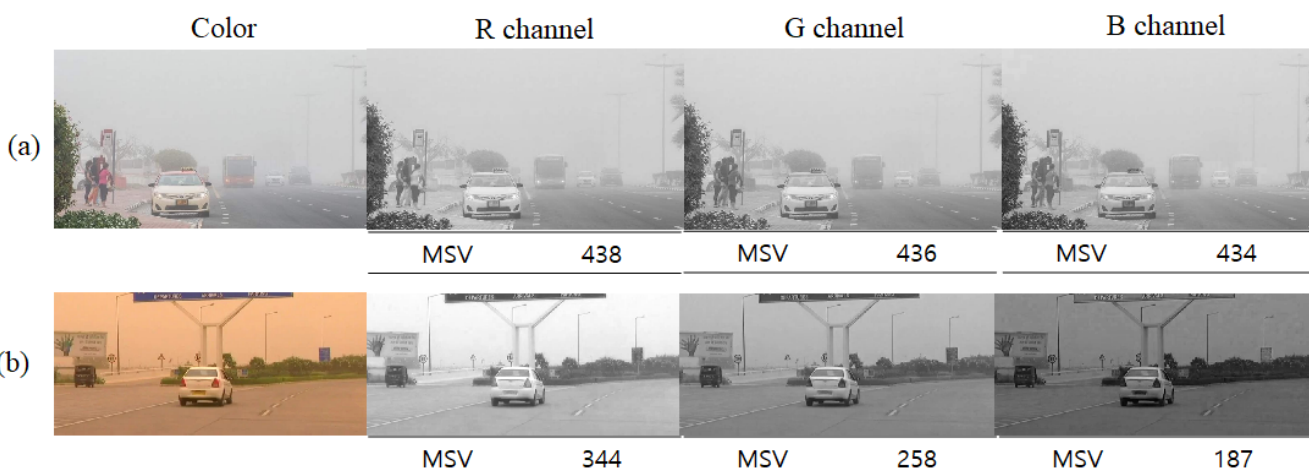 Color R channel G channel B channel
(a)
MSV 438 MSV 436 MSV 434
(b)
MSV 344 MSV 258 MSV 187